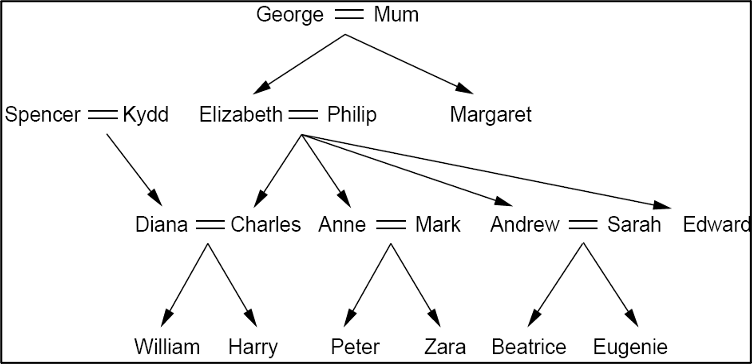 George Mum
Spencer Kydd Elizabeth Philip Margaret
Diana Charles Anne Mark Andrew Sarah Edward
William Harry Peter Zara Beatrice Eugenie